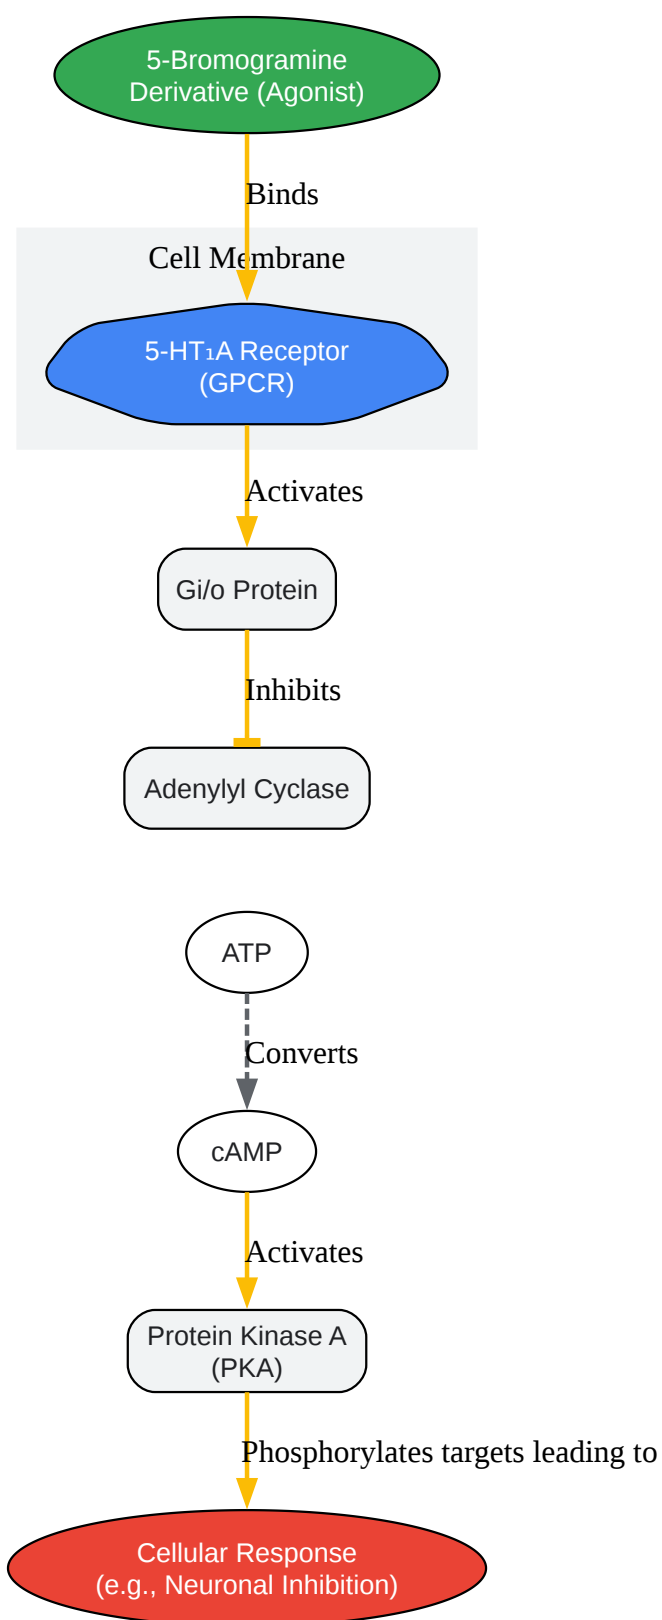 5-Bromogramine
Derivative (Agonist)
Binds
Cell Membrane
5-HT₁A Receptor
(GPCR)
Activates
Gi/o Protein
Inhibits
Adenylyl Cyclase
ATP
Converts
cAMP
Activates
Protein Kinase A
(PKA)
Phosphorylates targets leading to
Cellular Response
(e.g., Neuronal Inhibition)